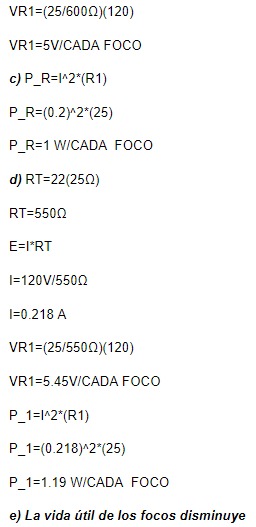 VR1=(25/600Ω)(120)
VR1=5V/CADA FOCO
c) P_R=I^2*(R1)
P_R=(0.2)^2*(25)
P_R=1 W/CADA  FOCO
d) RT=22(25Ω)
RT=550Ω
E=I*RT
I=120V/550Ω
I=0.218 A
VR1=(25/550Ω)(120)
VR1=5.45V/CADA FOCO
P_1=I^2*(R1)
P_1=(0.218)^2*(25)
P_1=1.19 W/CADA  FOCO
e) La vida útil de los focos disminuye